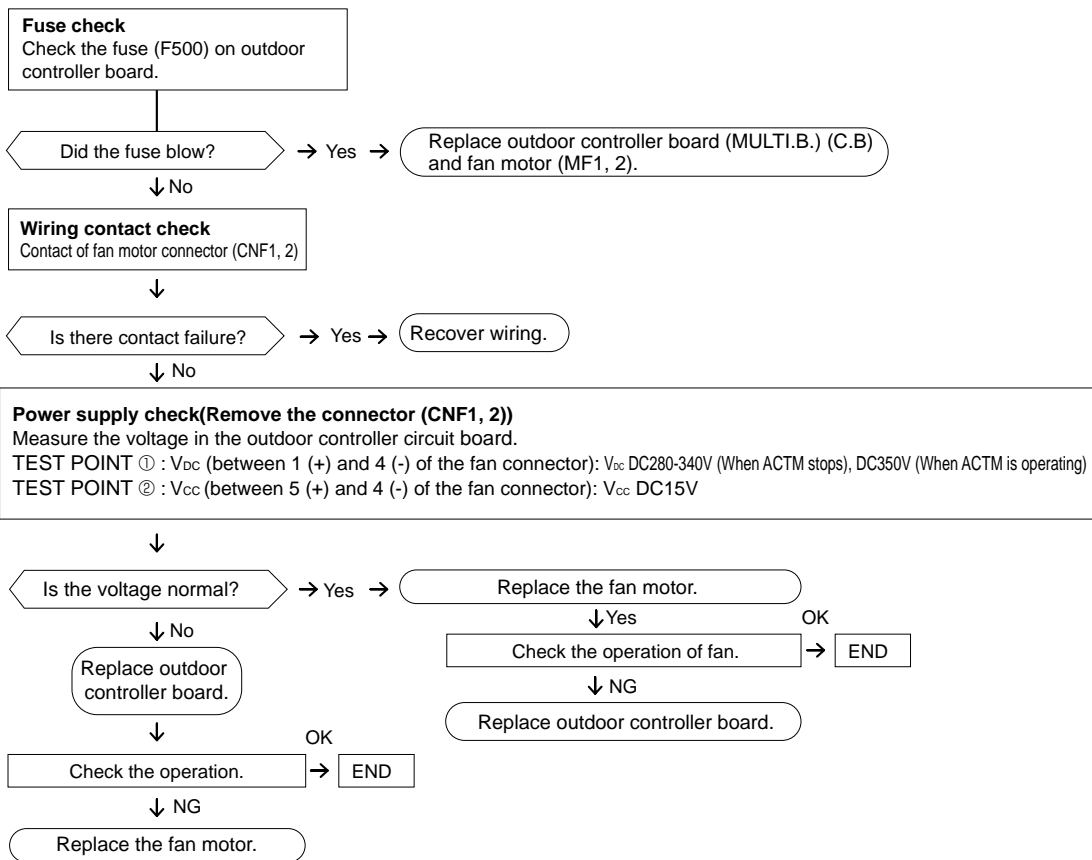 Fuse check
Check the fuse (F500) on outdoor
controller board.
Did the fuse blow?
Yes
Replace outdoor controller board (MULTI.B.) (C.B)
and fan motor (MF1, 2).
No
Wiring contact check
Contact of fan motor connector (CNF1, 2)
Is there contact failure?
Yes
Recover wiring.
No
Power supply check(Remove the connector (CNF1, 2))
Measure the voltage in the outdoor controller circuit board.
TEST POINT ① : VDC (between 1 (+) and 4 (-) of the fan connector): VDC DC280-340V (When ACTM stops), DC350V (When ACTM is operating)
TEST POINT ② : VCC (between 5 (+) and 4 (-) of the fan connector): VCC DC15V
Is the voltage normal?
Yes
Replace the fan motor.
Yes
OK
Check the operation of fan.
END
NG
Replace outdoor controller board.
No
Replace outdoor
controller board.
OK
Check the operation.
END
NG
Replace the fan motor.